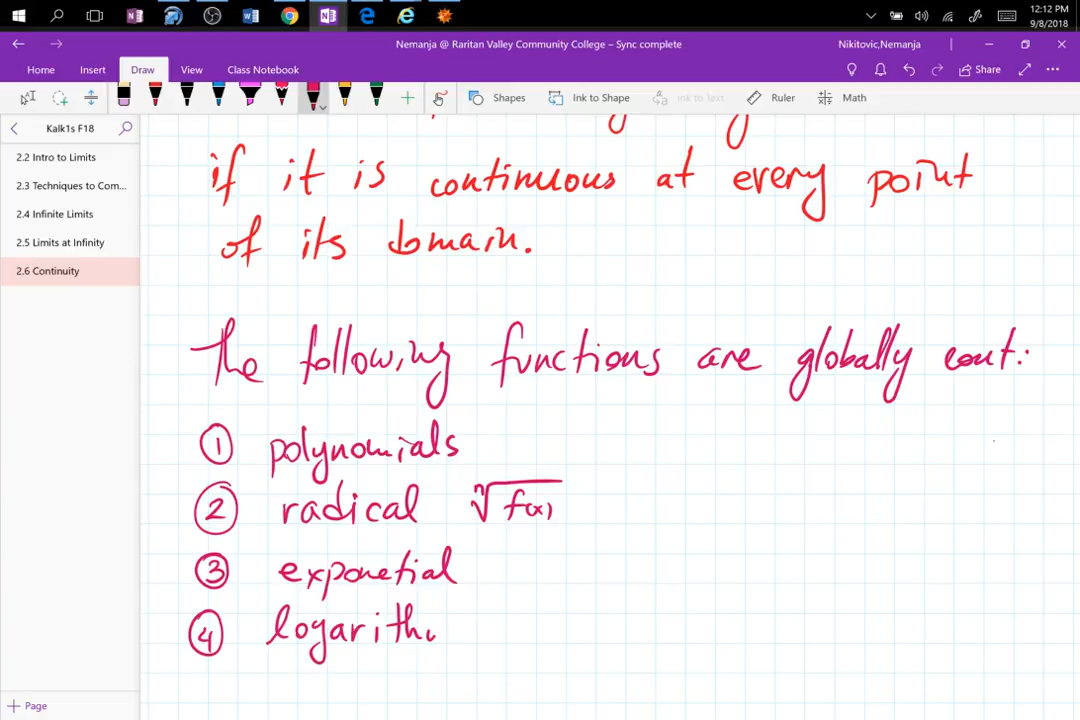 12:12 PM
9/8/2018
Nemanja @ Raritan Valley Community College – Sync complete
Nikitovic,Nemanja
Home Insert Draw View Class Notebook Share
Shapes Ink to Shape Ink to Text Ruler Math
Kalk1s F18
2.2 Intro to Limits
2.3 Techniques to Com...
2.4 Infinite Limits
2.5 Limits at Infinity
2.6 Continuity
if it is continuous at every point
of its domain.
The following functions are globally cont.
① polynomials
② radical ⁿ√f(x)
③ exponetial
④ logarith
+ Page